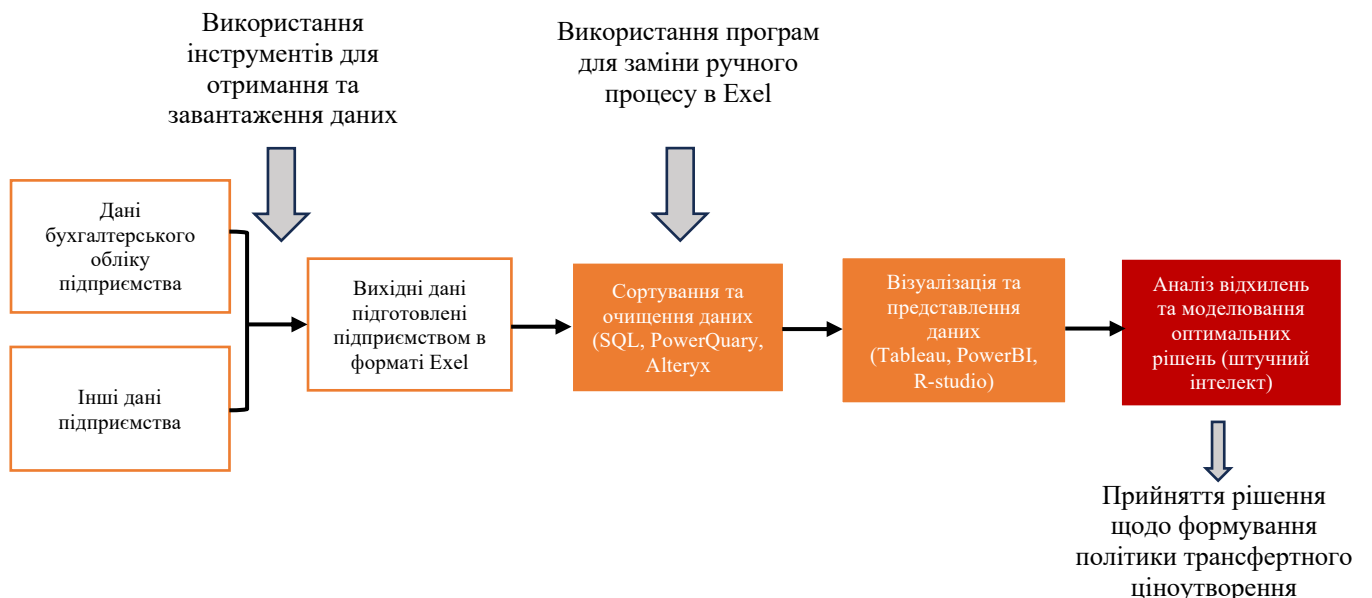 Використання
інструментів для
отримання та
завантаження даних
Використання програм
для заміни ручного
процесу в Exel
Дані
бухгалтерського
обліку
підприємства
Інші дані
підприємства
Вихідні дані
підготовлені
підприємством в
форматі Exel
Сортування та
очищення даних
(SQL, PowerQuary,
Alteryx
Візуалізація та
представлення
даних
(Tableau, PowerBI,
R-studio)
Аналіз відхилень
та моделювання
оптимальних
рішень (штучний
інтелект)
Прийняття рішення
щодо формування
політики трансфертного
ціноутворення